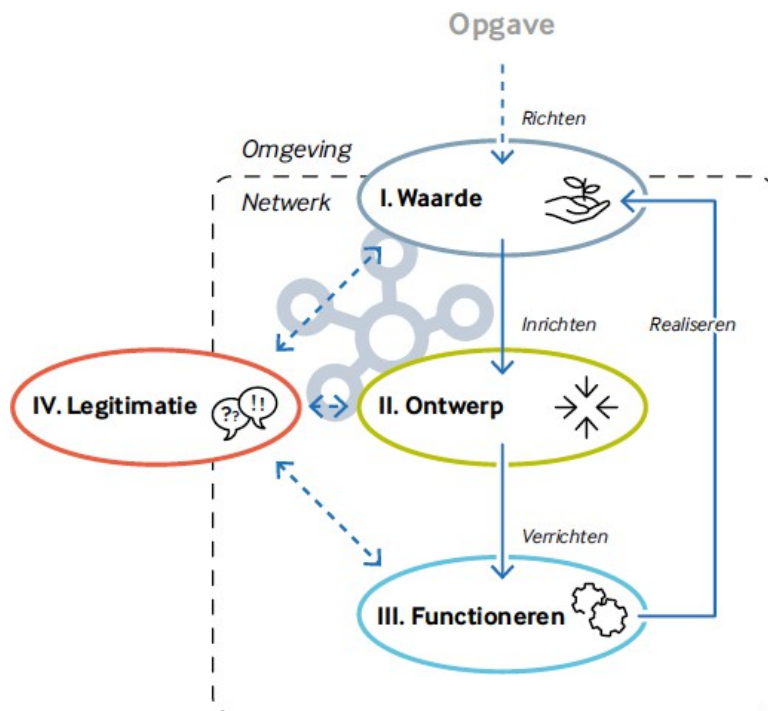 Opgave
Richten
Omgeving
Netwerk
I. Waarde
Inrichten
Realiseren
IV. Legitimatie
?? !!
II. Ontwerp
Verrichten
III. Functioneren